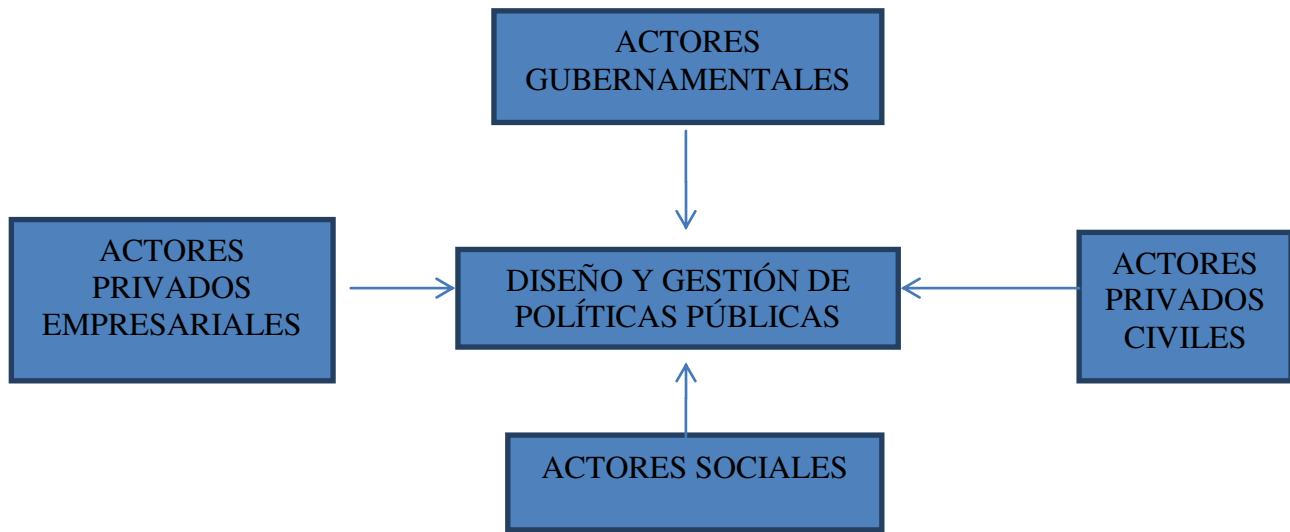 ACTORES
GUBERNAMENTALES
ACTORES
PRIVADOS
EMPRESARIALES
DISEÑO Y GESTIÓN DE
POLÍTICAS PÚBLICAS
ACTORES
PRIVADOS
CIVILES
ACTORES SOCIALES